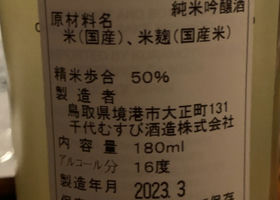 原材料名 純米吟醸酒
米(国産)、米麹(国産米)
精米歩合 50%
製造者
鳥取県境港市大正町131
千代むすび酒造株式会社
内容量 180ml
アルコール分 16度
製造年月 2023.3
保存